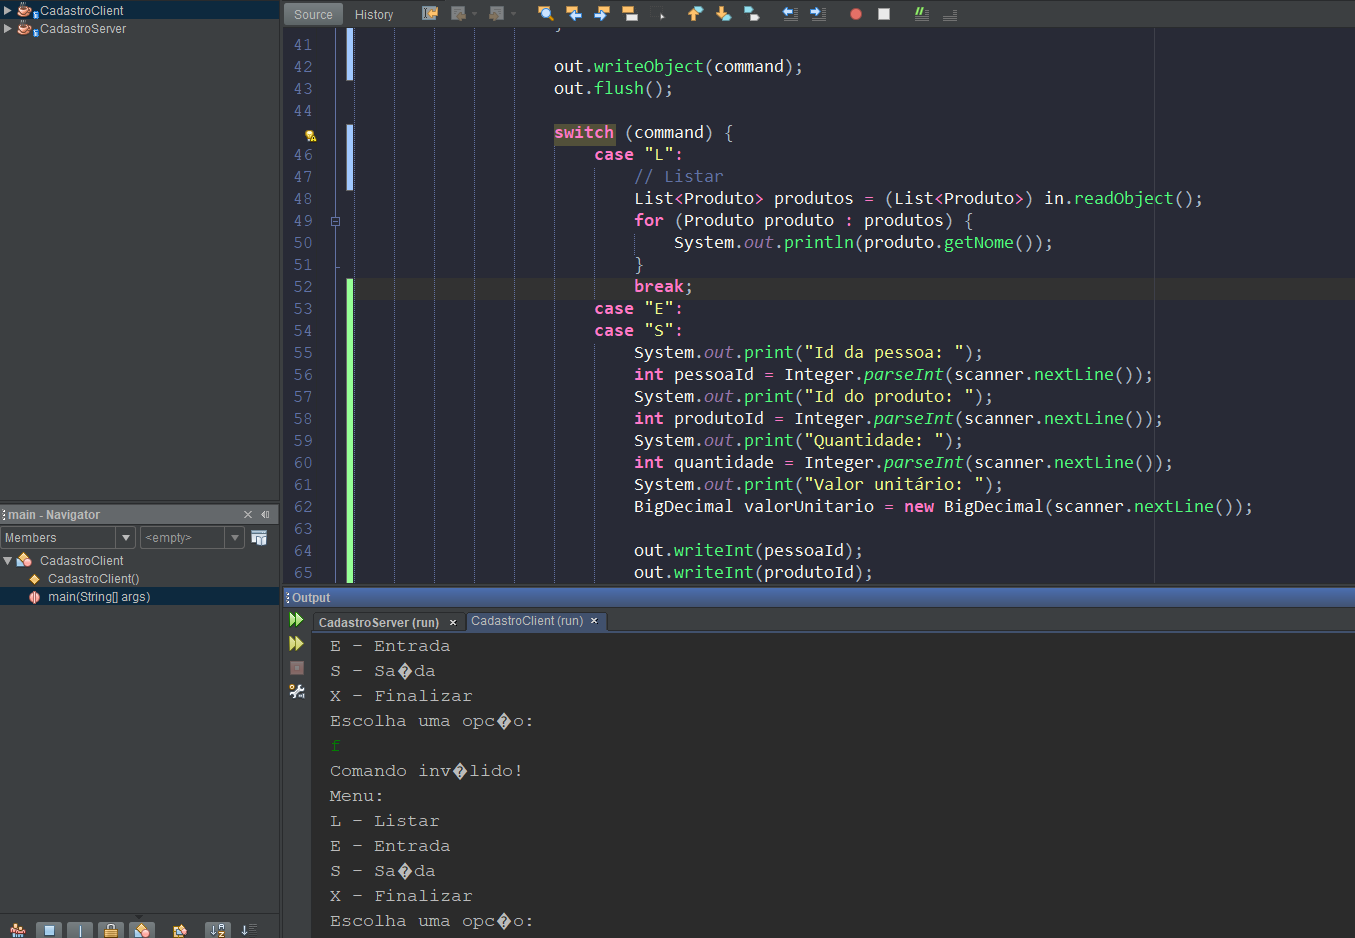 CadastroClient
CadastroServer
main - Navigator
Members
<empty>
CadastroClient
CadastroClient()
main(String[] args)
Source
History
41
42 out.writeObject(command);
43 out.flush();
44
switch (command) {
46 case "L":
47 // Listar
48 List<Produto> produtos = (List<Produto>) in.readObject();
49 for (Produto produto : produtos) {
50 System.out.println(produto.getNome());
51 }
52 break;
53 case "E":
54 case "S":
55 System.out.print("Id da pessoa: ");
56 int pessoaId = Integer.parseInt(scanner.nextLine());
57 System.out.print("Id do produto: ");
58 int produtoId = Integer.parseInt(scanner.nextLine());
59 System.out.print("Quantidade: ");
60 int quantidade = Integer.parseInt(scanner.nextLine());
61 System.out.print("Valor unitário: ");
62 BigDecimal valorUnitario = new BigDecimal(scanner.nextLine());
63
64 out.writeInt(pessoaId);
65 out.writeInt(produtoId);
Output
CadastroServer (run) ×
CadastroClient (run) ×
E - Entrada
S - Sa�da
X - Finalizar
Escolha uma opc�o:
f
Comando inv�lido!
Menu:
L - Listar
E - Entrada
S - Sa�da
X - Finalizar
Escolha uma opc�o: